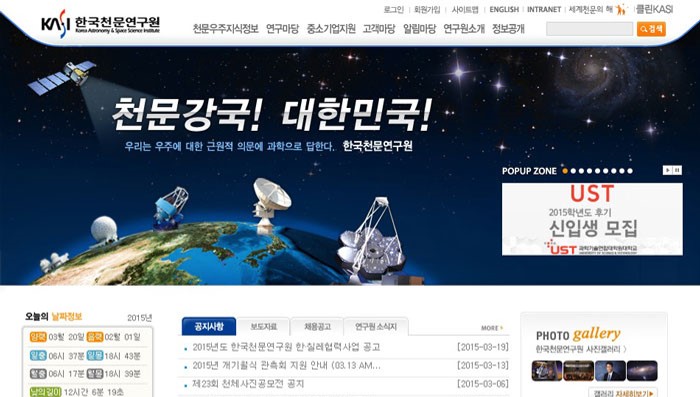 로그인 회원가입 사이트맵 ENGLISH INTRANET 세계천문의 해 클린KASI
KASI 한국천문연구원
Korea Astronomy & Space Science Institute
천문우주지식정보 연구마당 중소기업지원 고객마당 알림마당 연구원소개 정보공개
검색
천문강국! 대한민국!
우리는 우주에 대한 근원적 의문에 과학으로 답한다. 한국천문연구원
POPUP ZONE
UST
2015학년도 후기
신입생 모집
UST 과학기술연합대학원대학교
UNIVERSITY OF SCIENCE & TECHNOLOGY
오늘의 날짜정보 2015년
양력 03월 20일 음력 02월 01일
일출 06시 37분 일몰 18시 43분
월출 06시 17분 월몰 18시 39분
낮의길이 12시간 6분 19초
공지사항 보도자료 채용공고 연구원 소식지 MORE
2015년도 한국천문연구원 한·칠레협력사업 공고 [2015-03-19]
2015년 개기월식 관측회 지원 안내 (03.13 AM... [2015-03-13]
제23회 천체사진공모전 공지 [2015-03-06]
PHOTO gallery
한국천문연구원 사진갤러리
갤러리 자세히보기